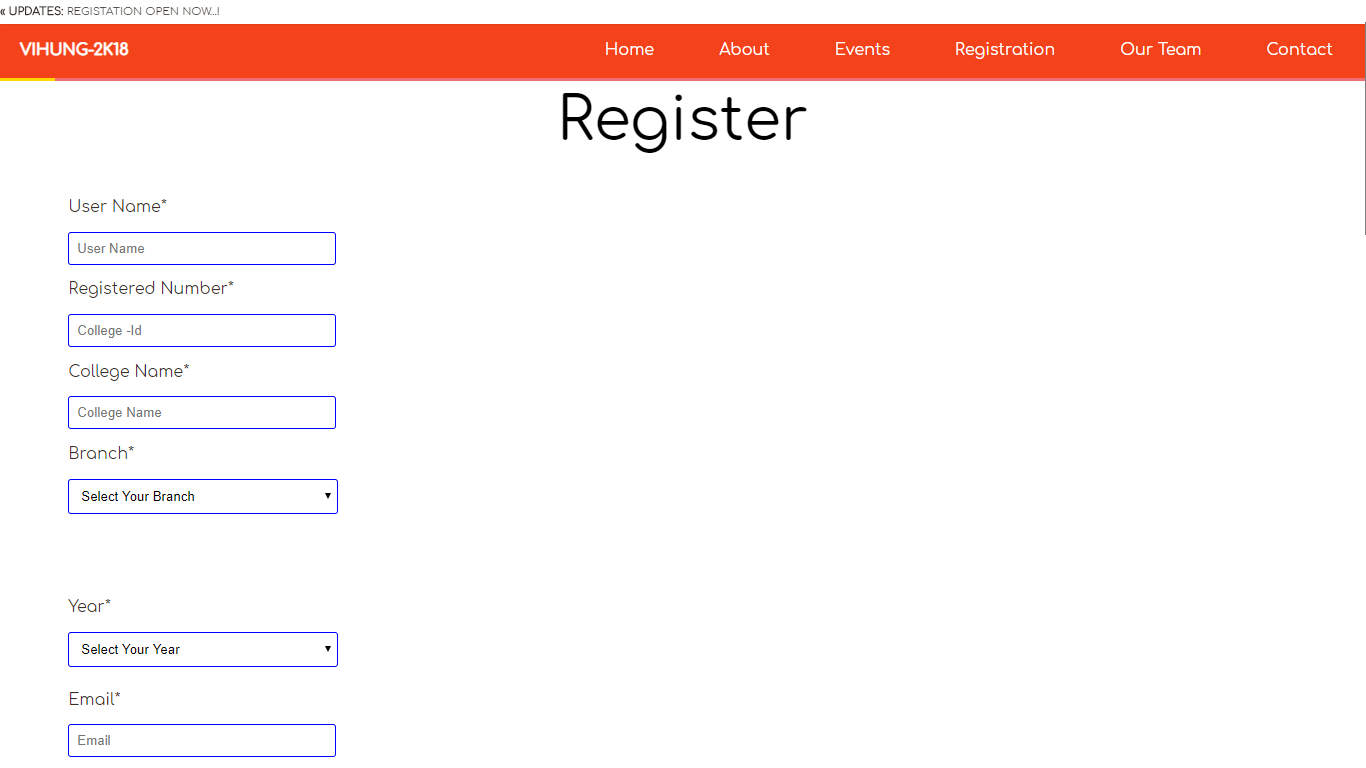 « UPDATES: REGISTATION OPEN NOW...!
VIHUNG-2K18 Home About Events Registration Our Team Contact
Register
User Name*
User Name
Registered Number*
College -Id
College Name*
College Name
Branch*
Select Your Branch
Year*
Select Your Year
Email*
Email